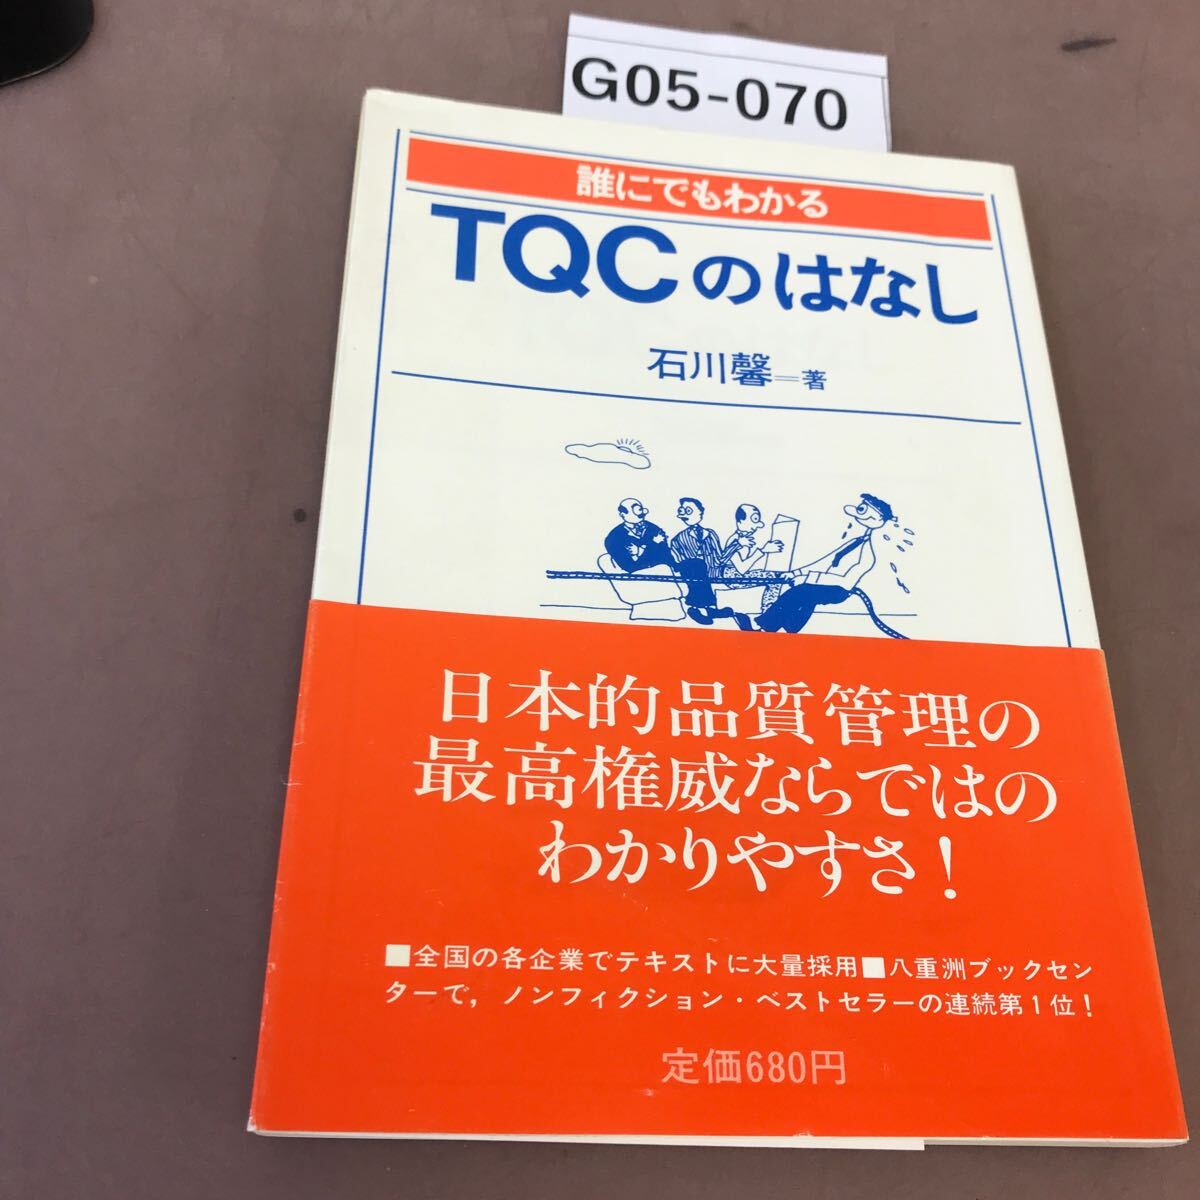 G05-070
誰にでもわかる
TQCのはなし
石川馨＝著
日本的品質管理の
最高権威ならではの
わかりやすさ！
■全国の各企業でテキストに大量採用■八重洲ブックセン
ターで，ノンフィクション・ベストセラーの連続第1位！
定価680円